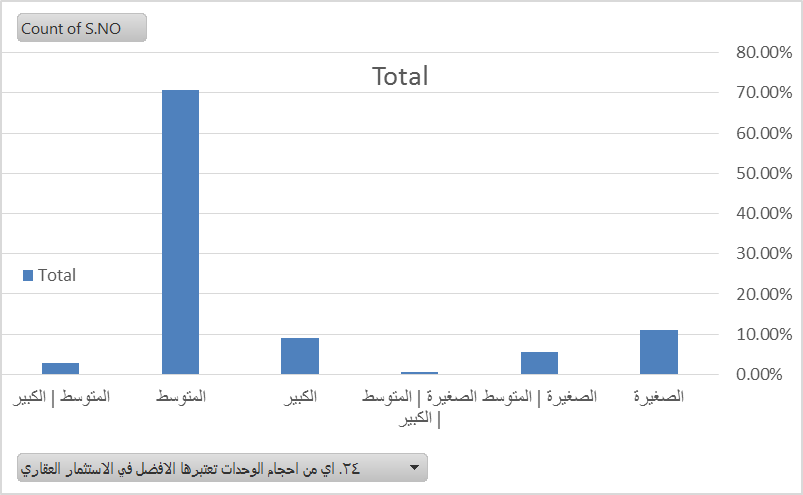 Count of S.NO
Total
80.00%
70.00%
60.00%
50.00%
40.00%
30.00%
20.00%
10.00%
0.00%
Total
الصغيرة
الصغيرة | المتوسط
الصغيرة | المتوسط
| الكبير
الكبير
المتوسط
المتوسط | الكبير
٢٤. اي من احجام الوحدات تعتبرها الافضل في الاستثمار العقاري